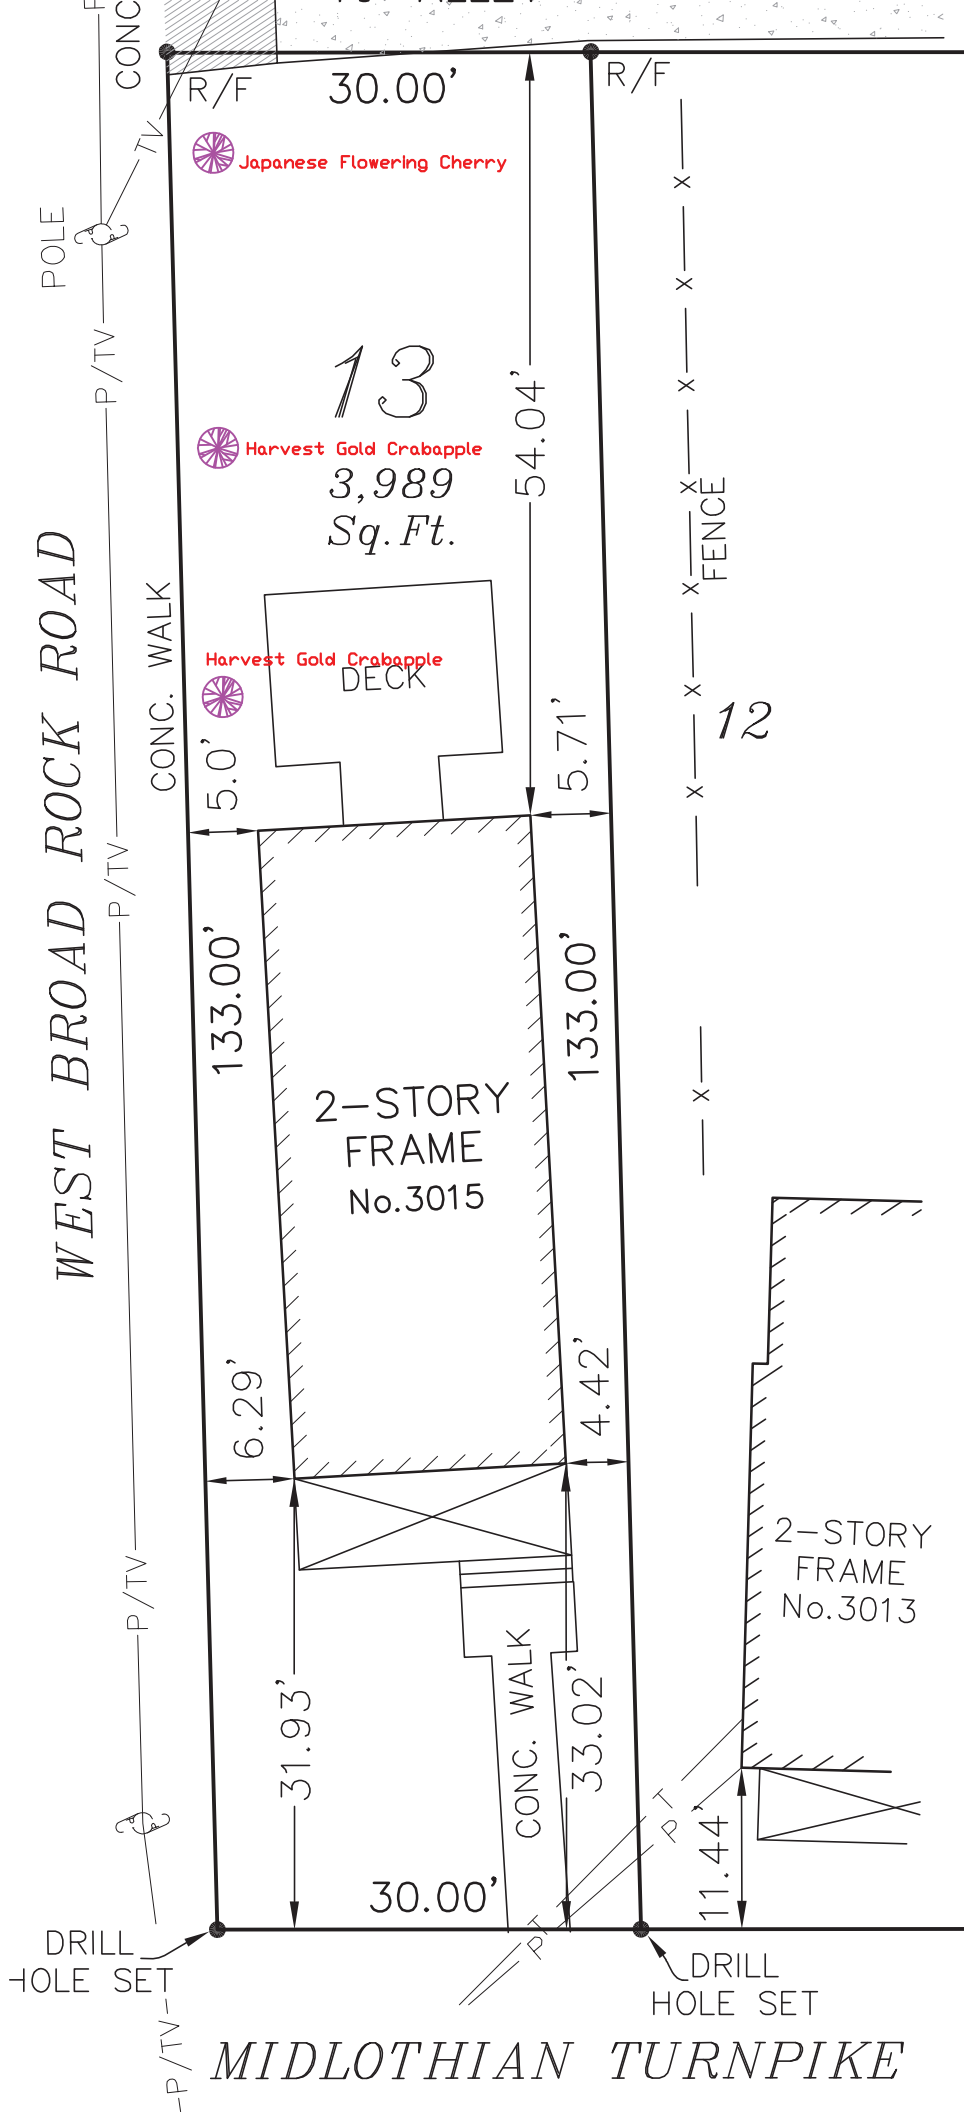 CONC
R/F
30.00'
R/F
TV
Japanese Flowering Cherry
POLE
P/TV
13
54.04'
Harvest Gold Crabapple
3,989
Sq.Ft.
FENCE
WEST BROAD ROCK ROAD
CONC. WALK
Harvest Gold Crabapple
DECK
12
5.0'
5.71'
P/TV
133.00'
133.00'
2-STORY
FRAME
No.3015
6.29'
4.42'
2-STORY
FRAME
No.3013
P/TV
CONC. WALK
31.93'
33.02'
T
P
11.44'
30.00'
T
P
DRILL
HOLE SET
DRILL
HOLE SET
P/TV
MIDLOTHIAN TURNPIKE